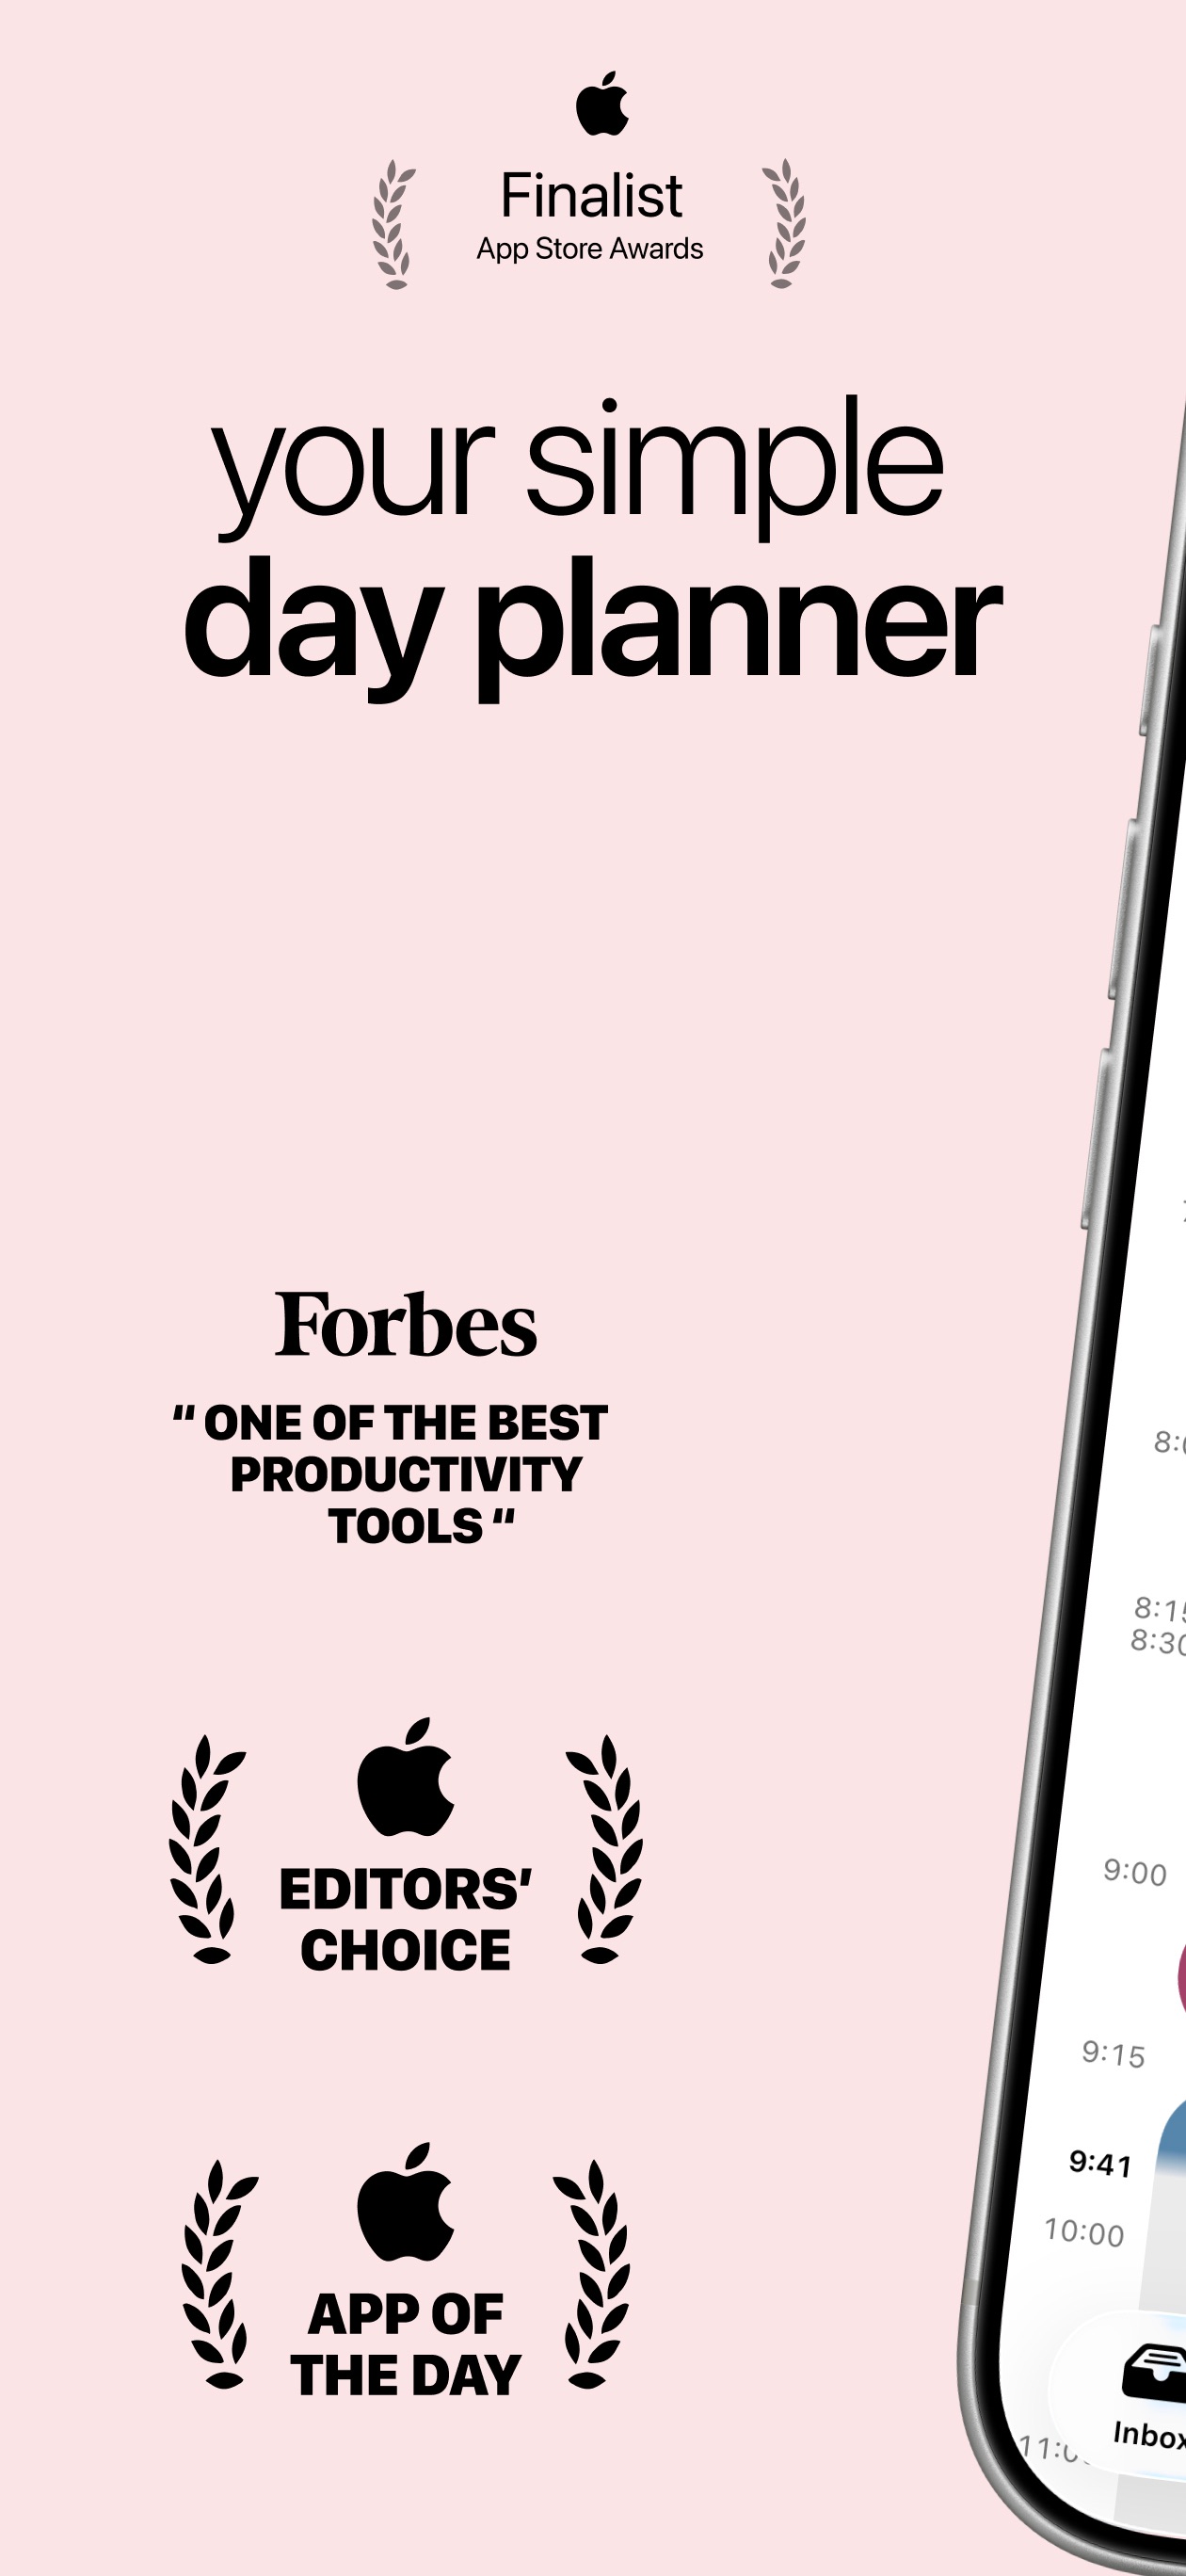 Finalist
App Store Awards
your simple
day planner
Forbes
“ ONE OF THE BEST
PRODUCTIVITY
TOOLS “
EDITORS’
CHOICE
APP OF
THE DAY
9:00
9:15
9:41
10:00
Inbox